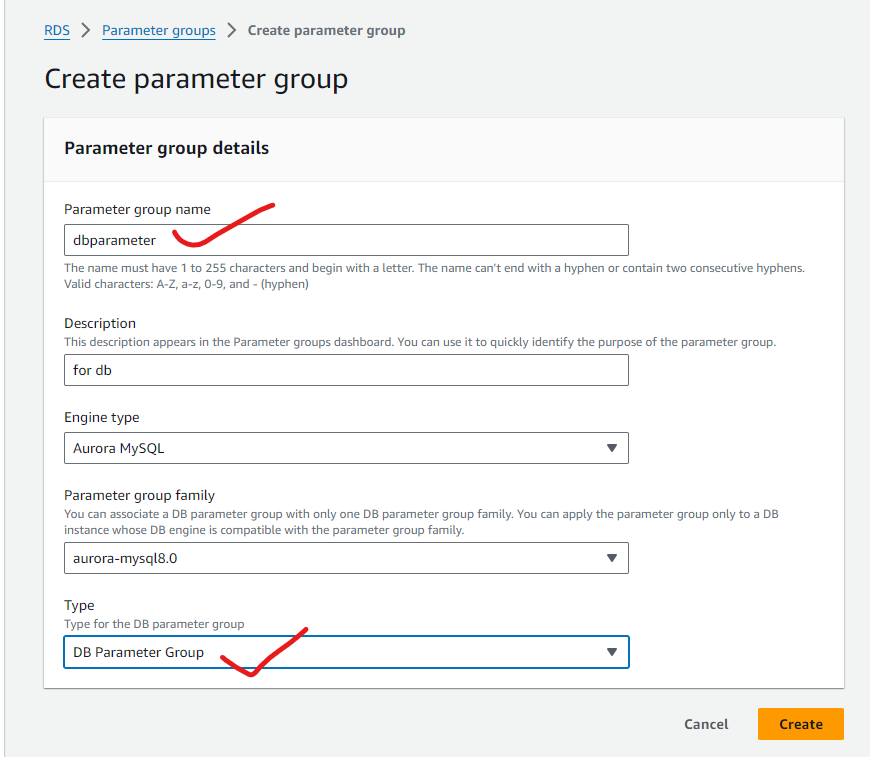 RDS > Parameter groups > Create parameter group
Create parameter group
Parameter group details
Parameter group name
dbparameter
The name must have 1 to 255 characters and begin with a letter. The name can't end with a hyphen or contain two consecutive hyphens.
Valid characters: A-Z, a-z, 0-9, and - (hyphen)
Description
This description appears in the Parameter groups dashboard. You can use it to quickly identify the purpose of the parameter group.
for db
Engine type
Aurora MySQL
Parameter group family
You can associate a DB parameter group with only one DB parameter group family. You can apply the parameter group only to a DB
instance whose DB engine is compatible with the parameter group family.
aurora-mysql8.0
Type
Type for the DB parameter group
DB Parameter Group
Cancel Create